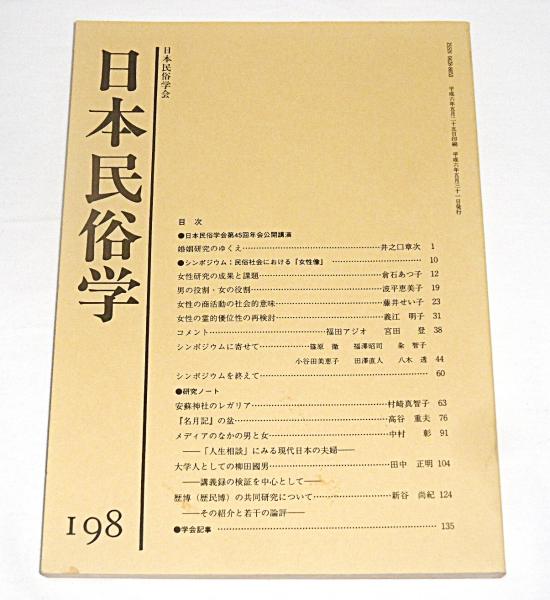 日本民俗学会
日本民俗学
198
平成六年五月二十五日印刷 平成六年五月三十一日発行
目 次
●日本民俗学会第45回年会公開講演
婚姻研究のゆくえ……………………井之口章次 1
●シンポジウム：民俗社会における『女性像』……………………10
女性研究の成果と課題……………………倉石あつ子 12
男の役割・女の役割……………………波平恵美子 19
女性の商活動の社会的意味……………………藤井せい子 23
女性の霊的優位性の再検討……………………義江 明子 31
コメント……………………福田アジオ 宮田 登 38
シンポジウムに寄せて……………………篠原 徹 福澤昭司 粂 智子
小谷田美恵子 田澤直人 八木 透 44
シンポジウムを終えて……………………60
●研究ノート
安蘇神社のレガリア……………………村崎真智子 63
『名月記』の盆……………………高谷 重夫 76
メディアのなかの男と女……………………中村 彰 91
――「人生相談」にみる現代日本の夫婦――
大学人としての柳田國男……………………田中 正明 104
――講義録の検証を中心として――
歴博（歴民博）の共同研究について……………………新谷 尚紀 124
――その紹介と若干の論評――
●学会記事……………………135